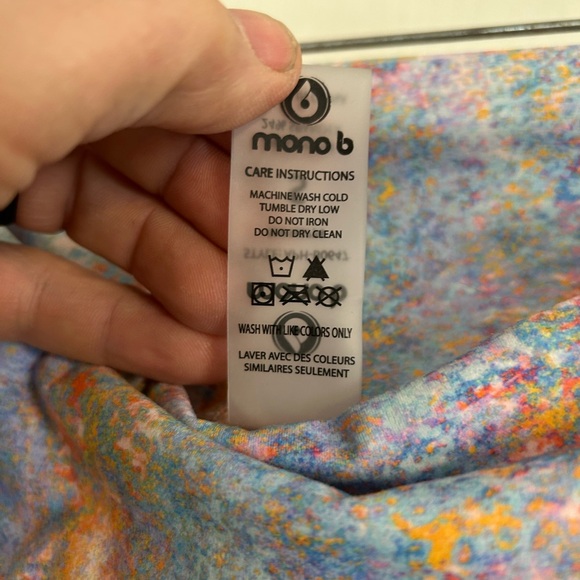 mono b
CARE INSTRUCTIONS
MACHINE WASH COLD
TUMBLE DRY LOW
DO NOT IRON
DO NOT DRY CLEAN
WASH WITH LIKE COLORS ONLY
LAVER AVEC DES COULEURS
SIMILAIRES SEULEMENT